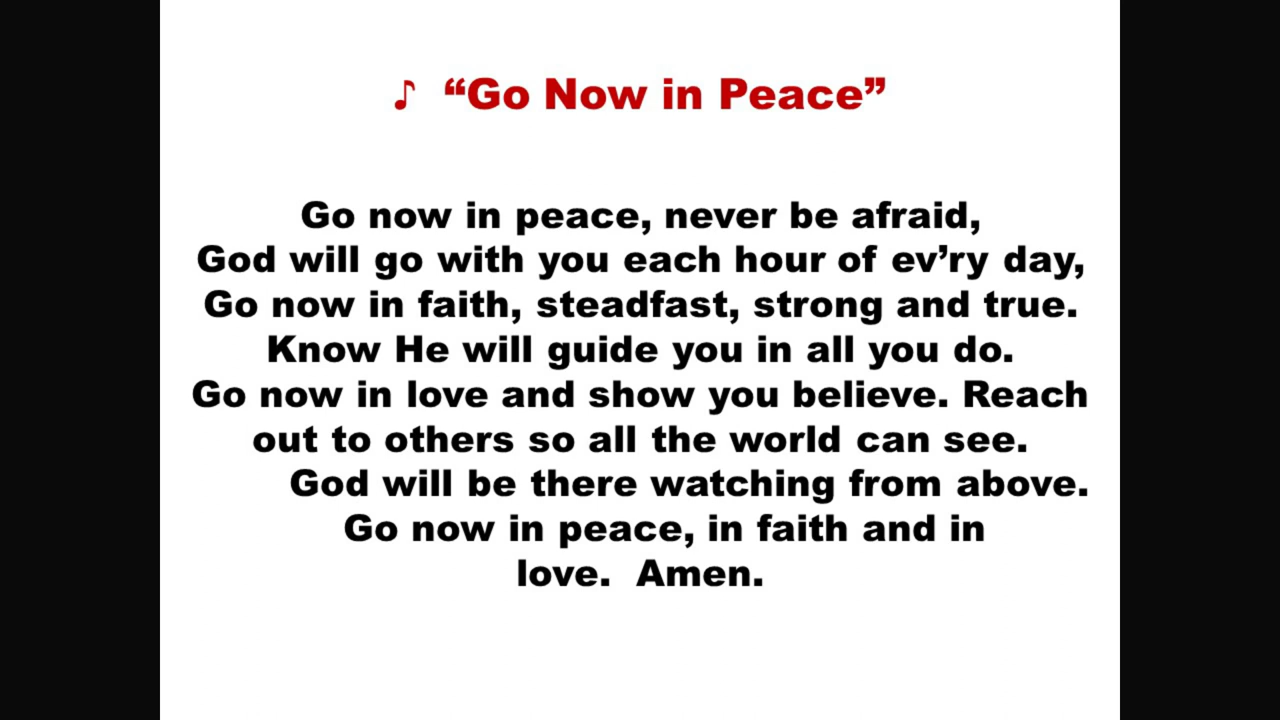 ♪ “Go Now in Peace”
Go now in peace, never be afraid,
God will go with you each hour of ev’ry day,
Go now in faith, steadfast, strong and true.
Know He will guide you in all you do.
Go now in love and show you believe. Reach
out to others so all the world can see.
God will be there watching from above.
Go now in peace, in faith and in
love.  Amen.